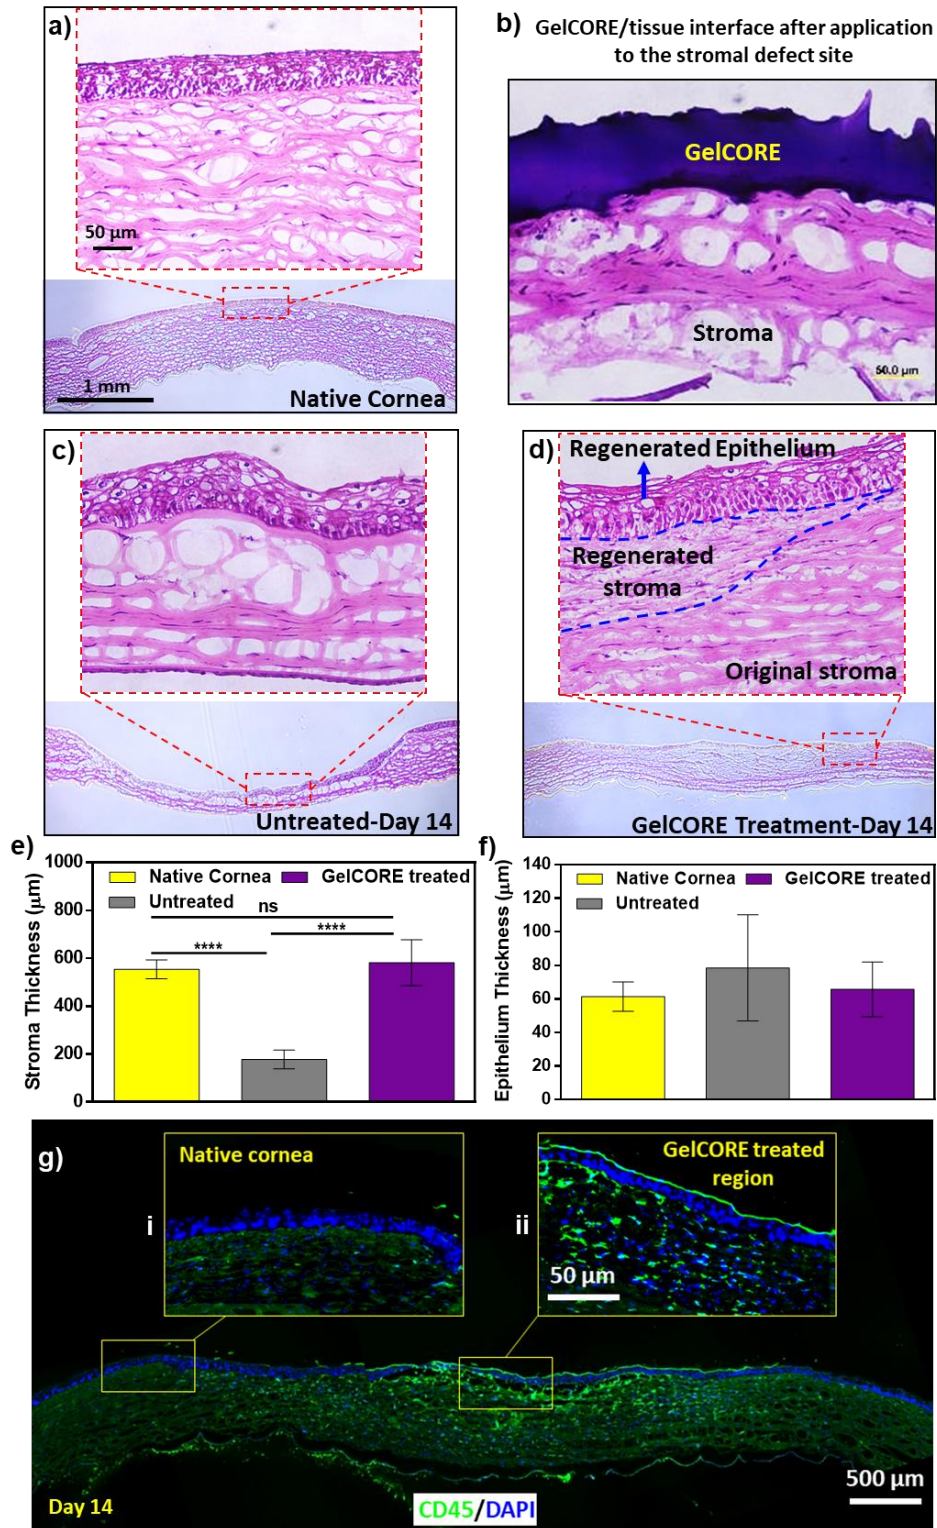 a)
50 µm
1 mm
Native Cornea
b)
GelCORE/tissue interface after application
to the stromal defect site
GelCORE
Stroma
50.0 µm
c)
Untreated-Day 14
d)
Regenerated Epithelium
Regenerated
stroma
Original stroma
GelCORE Treatment-Day 14
e)
Stroma Thickness (µm)
1000
800
600
400
200
0
Native Cornea
GelCORE treated
Untreated
ns
****
****
f)
Epithelium Thickness (µm)
140
120
100
80
60
40
20
0
Native Cornea
GelCORE treated
Untreated
g)
Native cornea
i
GelCORE treated
region
ii
50 µm
500 µm
Day 14
CD45/DAPI